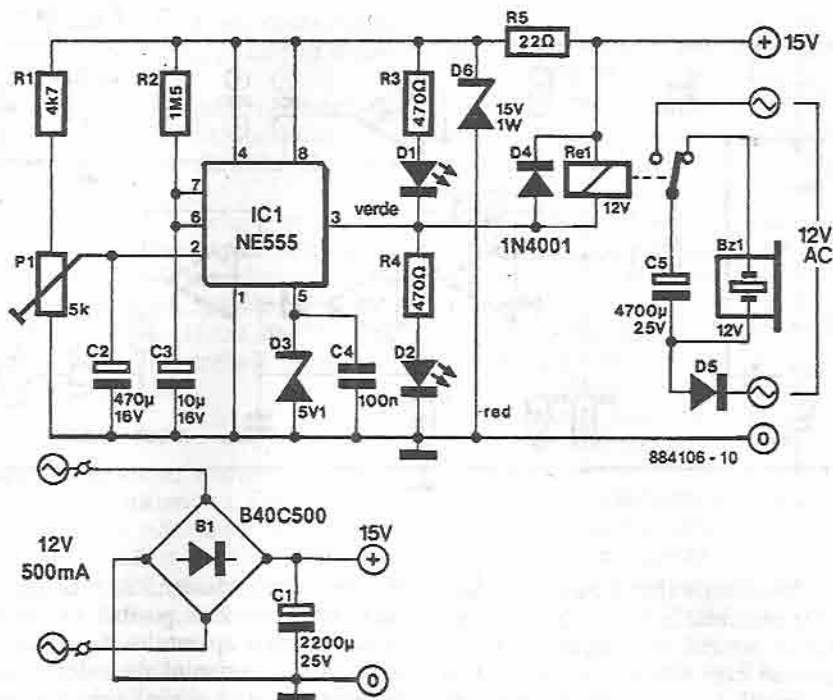 R5
22Ω
+
15V
R1
4k7
R2
1M5
R3
470Ω
D6
15V
1W
4
8
D1
D4
Re1
12V
7
6
2
IC1
NE555
3
verde
1N4001
12V
AC
P1
5k
1
5
R4
470Ω
C5
4700µ
25V
Bz1
12V
C2
470µ
16V
C3
10µ
16V
D3
5V1
C4
100n
D2
D5
-red
0
884106 - 10
B40C500
B1
12V
500mA
15V
+
C1
2200µ
25V
0